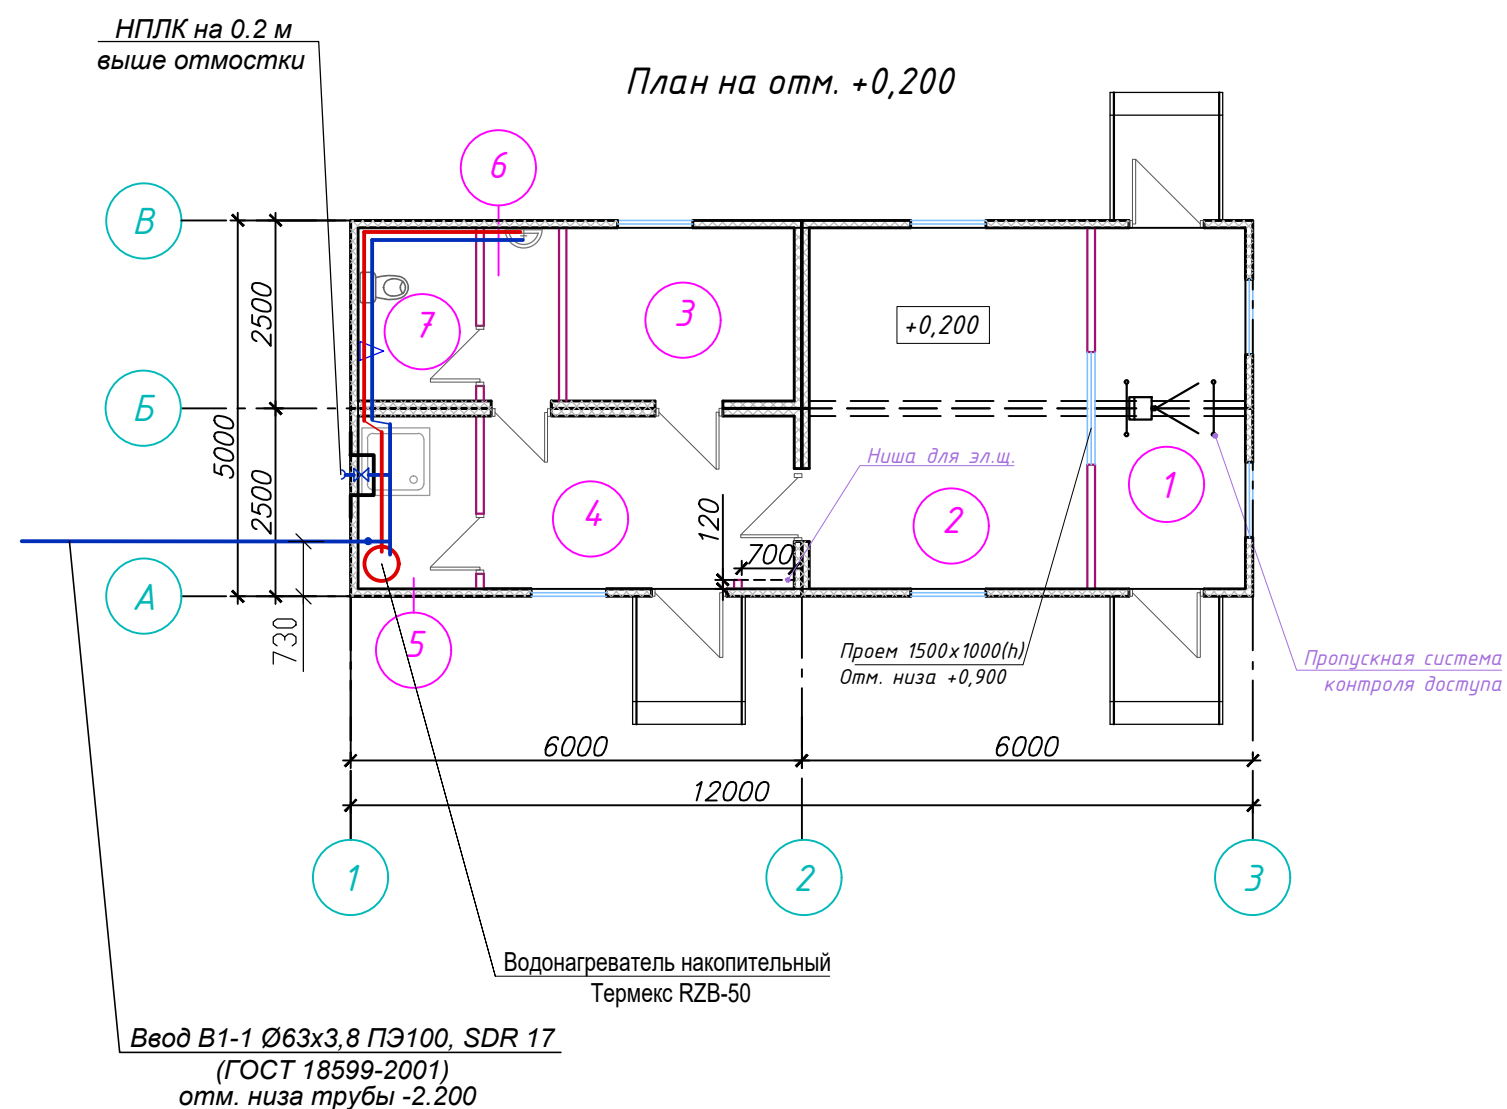 НПЛК на 0.2 м
выше отмостки
План на отм. +0,200
6
В
2500
7
3
+0,200
Б
5000
2500
Ниша для эл.щ.
4
120
700
2
1
А
730
5
Проем 1500х1000(h)
Отм. низа +0,900
Пропускная система
контроля доступа
6000
6000
12000
1
2
3
Водонагреватель накопительный
Термекс RZB-50
Ввод В1-1 Ø63х3,8 ПЭ100, SDR 17
(ГОСТ 18599-2001)
отм. низа трубы -2.200